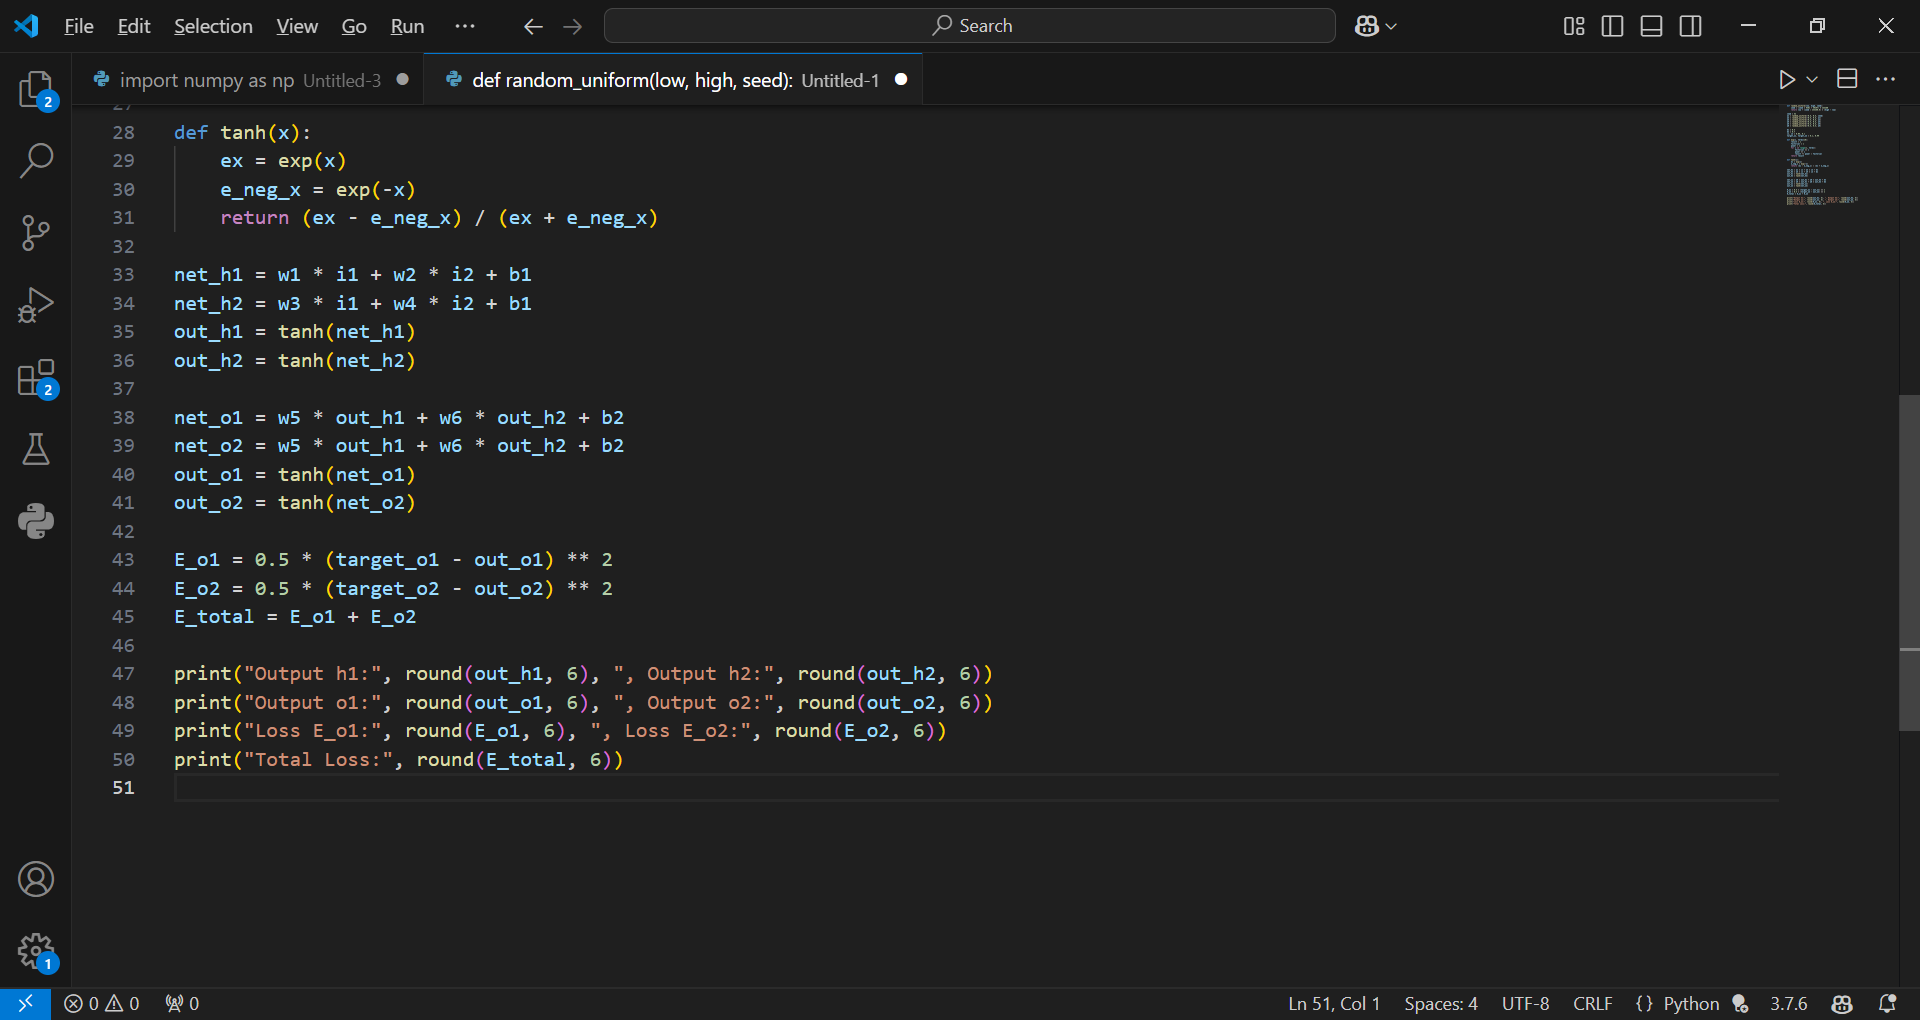 File Edit Selection View Go Run ··· Search
import numpy as np Untitled-3 def random_uniform(low, high, seed): Untitled-1
27
28 def tanh(x):
29 ex = exp(x)
30 e_neg_x = exp(-x)
31 return (ex - e_neg_x) / (ex + e_neg_x)
32
33 net_h1 = w1 * i1 + w2 * i2 + b1
34 net_h2 = w3 * i1 + w4 * i2 + b1
35 out_h1 = tanh(net_h1)
36 out_h2 = tanh(net_h2)
37
38 net_o1 = w5 * out_h1 + w6 * out_h2 + b2
39 net_o2 = w5 * out_h1 + w6 * out_h2 + b2
40 out_o1 = tanh(net_o1)
41 out_o2 = tanh(net_o2)
42
43 E_o1 = 0.5 * (target_o1 - out_o1) ** 2
44 E_o2 = 0.5 * (target_o2 - out_o2) ** 2
45 E_total = E_o1 + E_o2
46
47 print("Output h1:", round(out_h1, 6), ", Output h2:", round(out_h2, 6))
48 print("Output o1:", round(out_o1, 6), ", Output o2:", round(out_o2, 6))
49 print("Loss E_o1:", round(E_o1, 6), ", Loss E_o2:", round(E_o2, 6))
50 print("Total Loss:", round(E_total, 6))
51
2
2
1
0 0 0 Ln 51, Col 1 Spaces: 4 UTF-8 CRLF {} Python 3.7.6